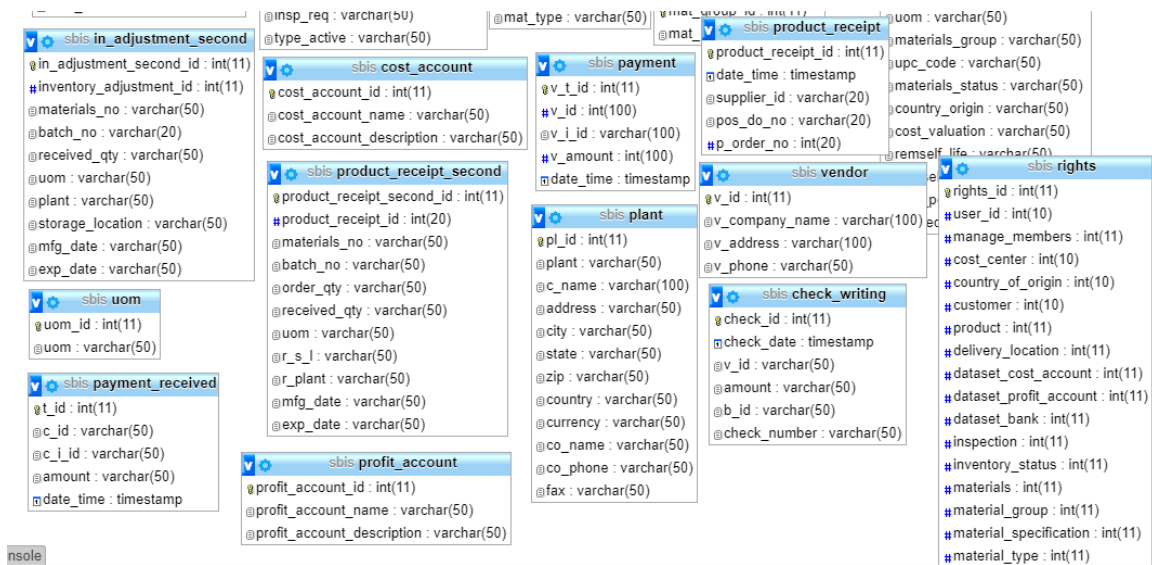 insp_req : varchar(50)
type_active : varchar(50)
mat_type : varchar(50)
mat_group_id : int(11)
mat_
uom : varchar(50)
materials_group : varchar(50)
upc_code : varchar(50)
materials_status : varchar(50)
country_origin : varchar(50)
cost_valuation : varchar(50)
remself_life : varchar(50)
sbis in_adjustment_second
in_adjustment_second_id : int(11)
inventory_adjustment_id : int(11)
materials_no : varchar(50)
batch_no : varchar(20)
received_qty : varchar(50)
uom : varchar(50)
plant : varchar(50)
storage_location : varchar(50)
mfg_date : varchar(50)
exp_date : varchar(50)
sbis uom
uom_id : int(11)
uom : varchar(50)
sbis payment_received
t_id : int(11)
c_id : varchar(50)
c_i_id : varchar(50)
amount : varchar(50)
date_time : timestamp
sbis cost_account
cost_account_id : int(11)
cost_account_name : varchar(50)
cost_account_description : varchar(50)
sbis product_receipt_second
product_receipt_second_id : int(11)
product_receipt_id : int(20)
materials_no : varchar(50)
batch_no : varchar(50)
order_qty : varchar(50)
received_qty : varchar(50)
uom : varchar(50)
r_s_l : varchar(50)
r_plant : varchar(50)
mfg_date : varchar(50)
exp_date : varchar(50)
sbis profit_account
profit_account_id : int(11)
profit_account_name : varchar(50)
profit_account_description : varchar(50)
sbis payment
v_t_id : int(11)
v_id : int(100)
v_i_id : varchar(100)
v_amount : int(100)
date_time : timestamp
sbis plant
pl_id : int(11)
plant : varchar(50)
c_name : varchar(100)
address : varchar(50)
city : varchar(50)
state : varchar(50)
zip : varchar(50)
country : varchar(50)
currency : varchar(50)
co_name : varchar(50)
co_phone : varchar(50)
fax : varchar(50)
sbis product_receipt
product_receipt_id : int(11)
date_time : timestamp
supplier_id : varchar(20)
pos_do_no : varchar(20)
p_order_no : int(20)
sbis vendor
v_id : int(11)
v_company_name : varchar(100)
v_address : varchar(100)
v_phone : varchar(50)
sbis check_writing
check_id : int(11)
check_date : timestamp
v_id : varchar(50)
amount : varchar(50)
b_id : varchar(50)
check_number : varchar(50)
sbis rights
rights_id : int(11)
user_id : int(10)
manage_members : int(11)
cost_center : int(10)
country_of_origin : int(10)
customer : int(10)
product : int(11)
delivery_location : int(11)
dataset_cost_account : int(11)
dataset_profit_account : int(11)
dataset_bank : int(11)
inspection : int(11)
inventory_status : int(11)
materials : int(11)
material_group : int(11)
material_specification : int(11)
material_type : int(11)
nsole